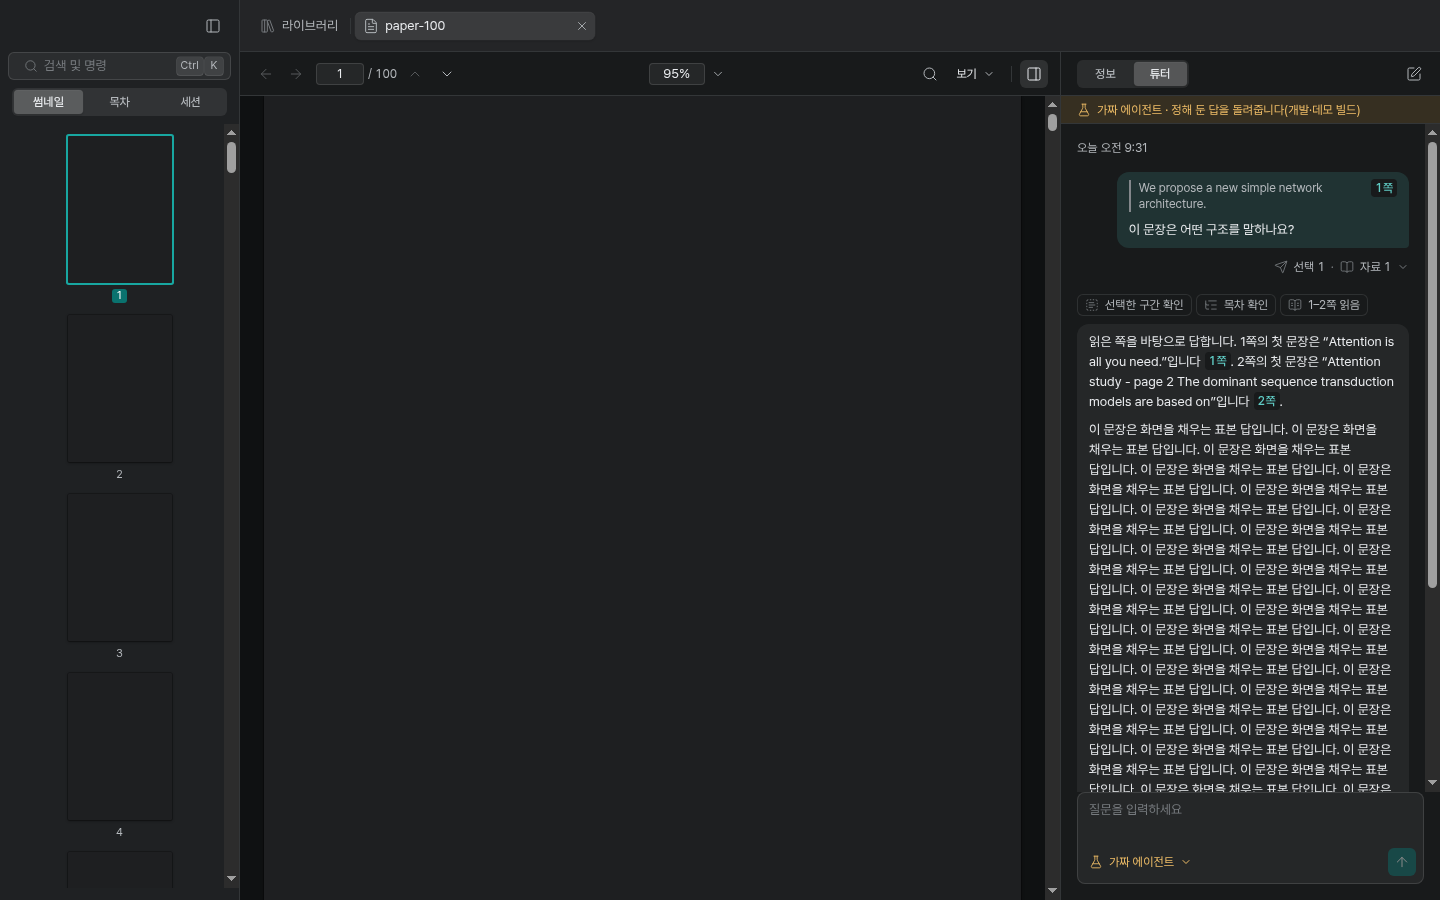 라이브러리
paper-100
검색 및 명령
Ctrl
K
썸네일
목차
세션
1
2
3
4
1
/ 100
95%
보기
정보
튜터
가짜 에이전트 · 정해 둔 답을 돌려줍니다(개발·데모 빌드)
오늘 오전 9:31
We propose a new simple network
architecture.
1쪽
이 문장은 어떤 구조를 말하나요?
선택 1 · 자료 1
선택한 구간 확인
목차 확인
1–2쪽 읽음
읽은 쪽을 바탕으로 답합니다. 1쪽의 첫 문장은 “Attention is
all you need.”입니다 1쪽 . 2쪽의 첫 문장은 “Attention
study - page 2 The dominant sequence transduction
models are based on”입니다 2쪽 .
이 문장은 화면을 채우는 표본 답입니다. 이 문장은 화면을
채우는 표본 답입니다. 이 문장은 화면을 채우는 표본
답입니다. 이 문장은 화면을 채우는 표본 답입니다. 이 문장은
화면을 채우는 표본 답입니다. 이 문장은 화면을 채우는 표본
답입니다. 이 문장은 화면을 채우는 표본 답입니다. 이 문장은
화면을 채우는 표본 답입니다. 이 문장은 화면을 채우는 표본
답입니다. 이 문장은 화면을 채우는 표본 답입니다. 이 문장은
화면을 채우는 표본 답입니다. 이 문장은 화면을 채우는 표본
답입니다. 이 문장은 화면을 채우는 표본 답입니다. 이 문장은
화면을 채우는 표본 답입니다. 이 문장은 화면을 채우는 표본
답입니다. 이 문장은 화면을 채우는 표본 답입니다. 이 문장은
화면을 채우는 표본 답입니다. 이 문장은 화면을 채우는 표본
답입니다. 이 문장은 화면을 채우는 표본 답입니다. 이 문장은
화면을 채우는 표본 답입니다. 이 문장은 화면을 채우는 표본
답입니다. 이 문장은 화면을 채우는 표본 답입니다. 이 문장은
화면을 채우는 표본 답입니다. 이 문장은 화면을 채우는 표본
답입니다. 이 문장은 화면을 채우는 표본 답입니다. 이 문장은
화면을 채우는 표본 답입니다. 이 문장은 화면을 채우는 표본
답입니다. 이 문장은 화면을 채우는 표본 답입니다. 이 문장은
질문을 입력하세요
가짜 에이전트